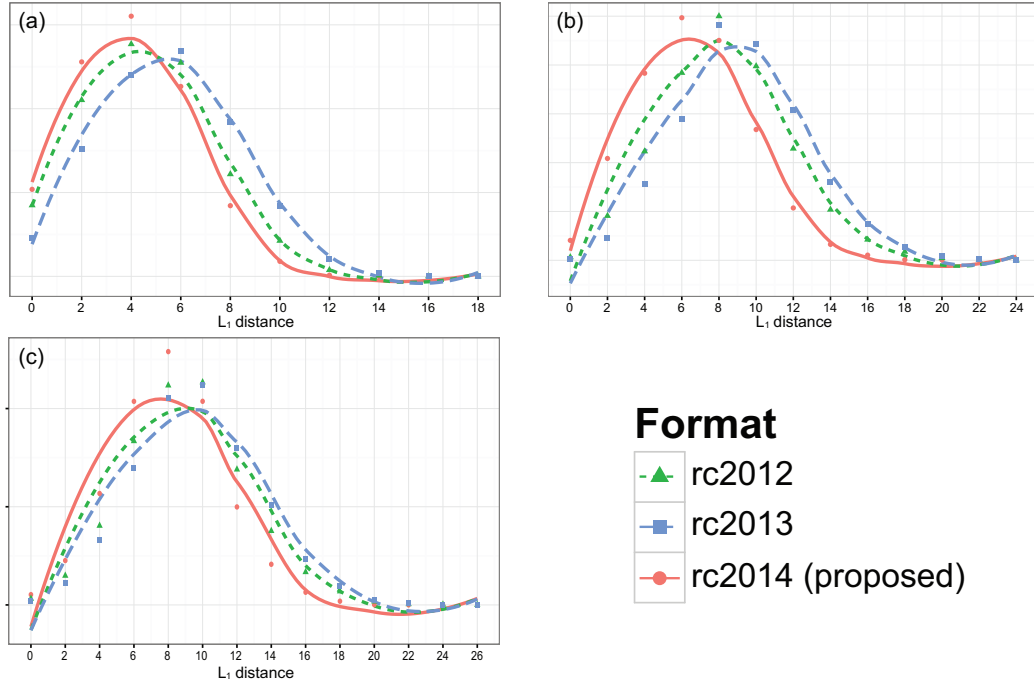 (a)
0 2 4 6 8 10 12 14 16 18
L₁ distance
(b)
0 2 4 6 8 10 12 14 16 18 20 22 24
L₁ distance
(c)
0 2 4 6 8 10 12 14 16 18 20 22 24 26
L₁ distance
Format
rc2012
rc2013
rc2014 (proposed)